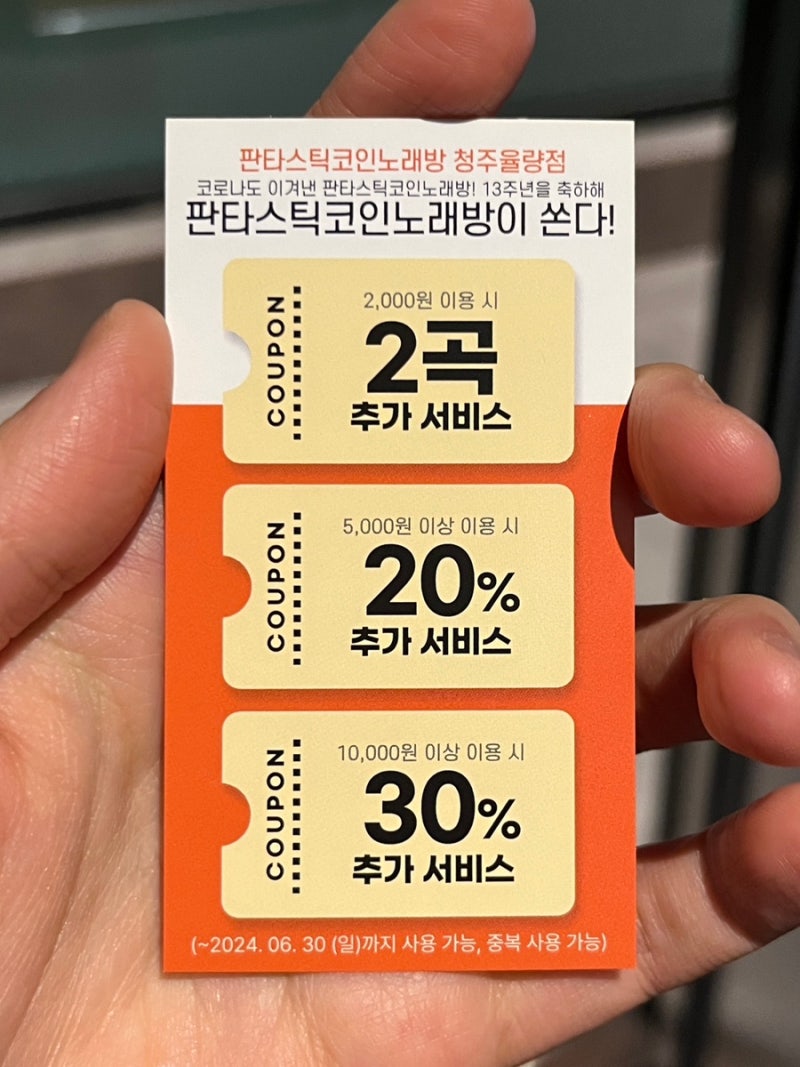 판타스틱코인노래방 청주율량점
코로나도 이겨낸 판타스틱코인노래방! 13주년을 축하해
판타스틱코인노래방이 쏜다!
COUPON
2,000원 이용 시
2곡
추가 서비스
COUPON
5,000원 이상 이용 시
20%
추가 서비스
COUPON
10,000원 이상 이용 시
30%
추가 서비스
(~2024. 06. 30 (일)까지 사용 가능, 중복 사용 가능)